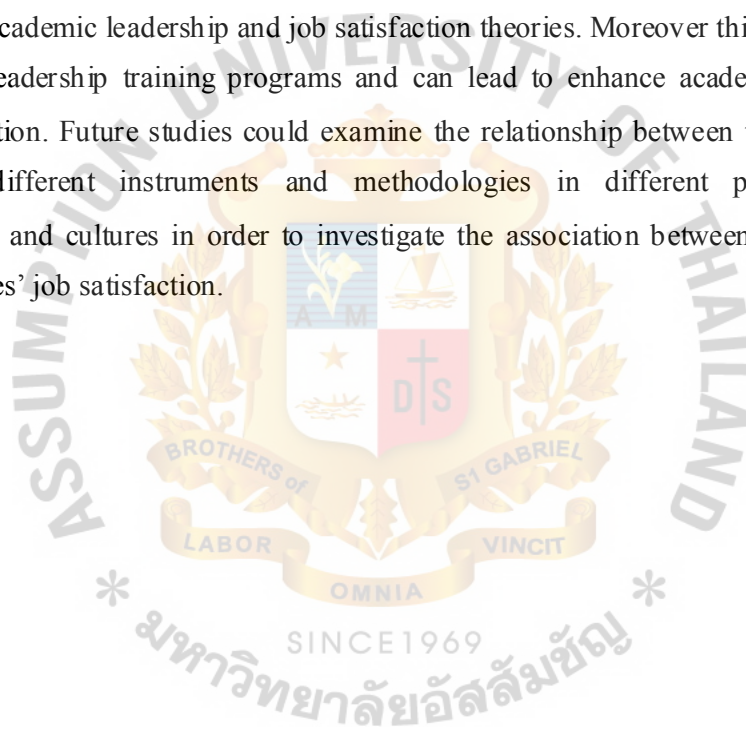 cademic leadership and job satisfaction theories. Moreover thi
eadership training programs and can lead to enhance acade
tion. Future studies could examine the relationship between
different instruments and methodologies in different p
and cultures in order to investigate the association between
es’ job satisfaction.
ASSUMPTION UNIVERSITY OF THAILAND
A M
D S
BROTHERS of
ST GABRIEL
LABOR
VINCIT
OMNIA
SINCE1969
* มหาวิทยาลัยอัสสัมชัญ *